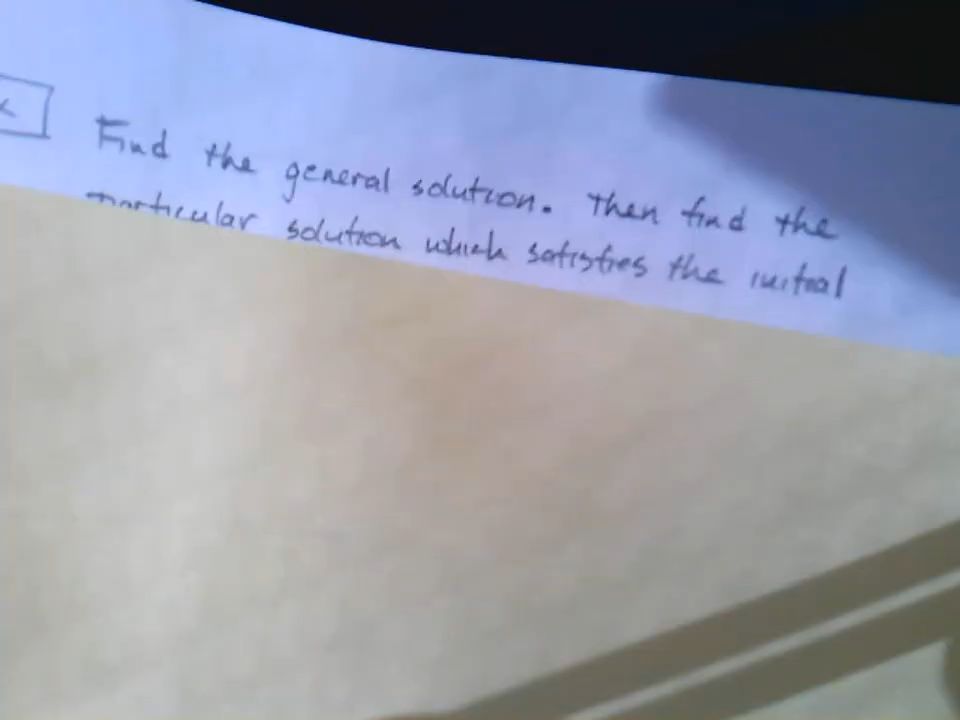 Find the general solution. Then find the
particular solution which satisfies the initial